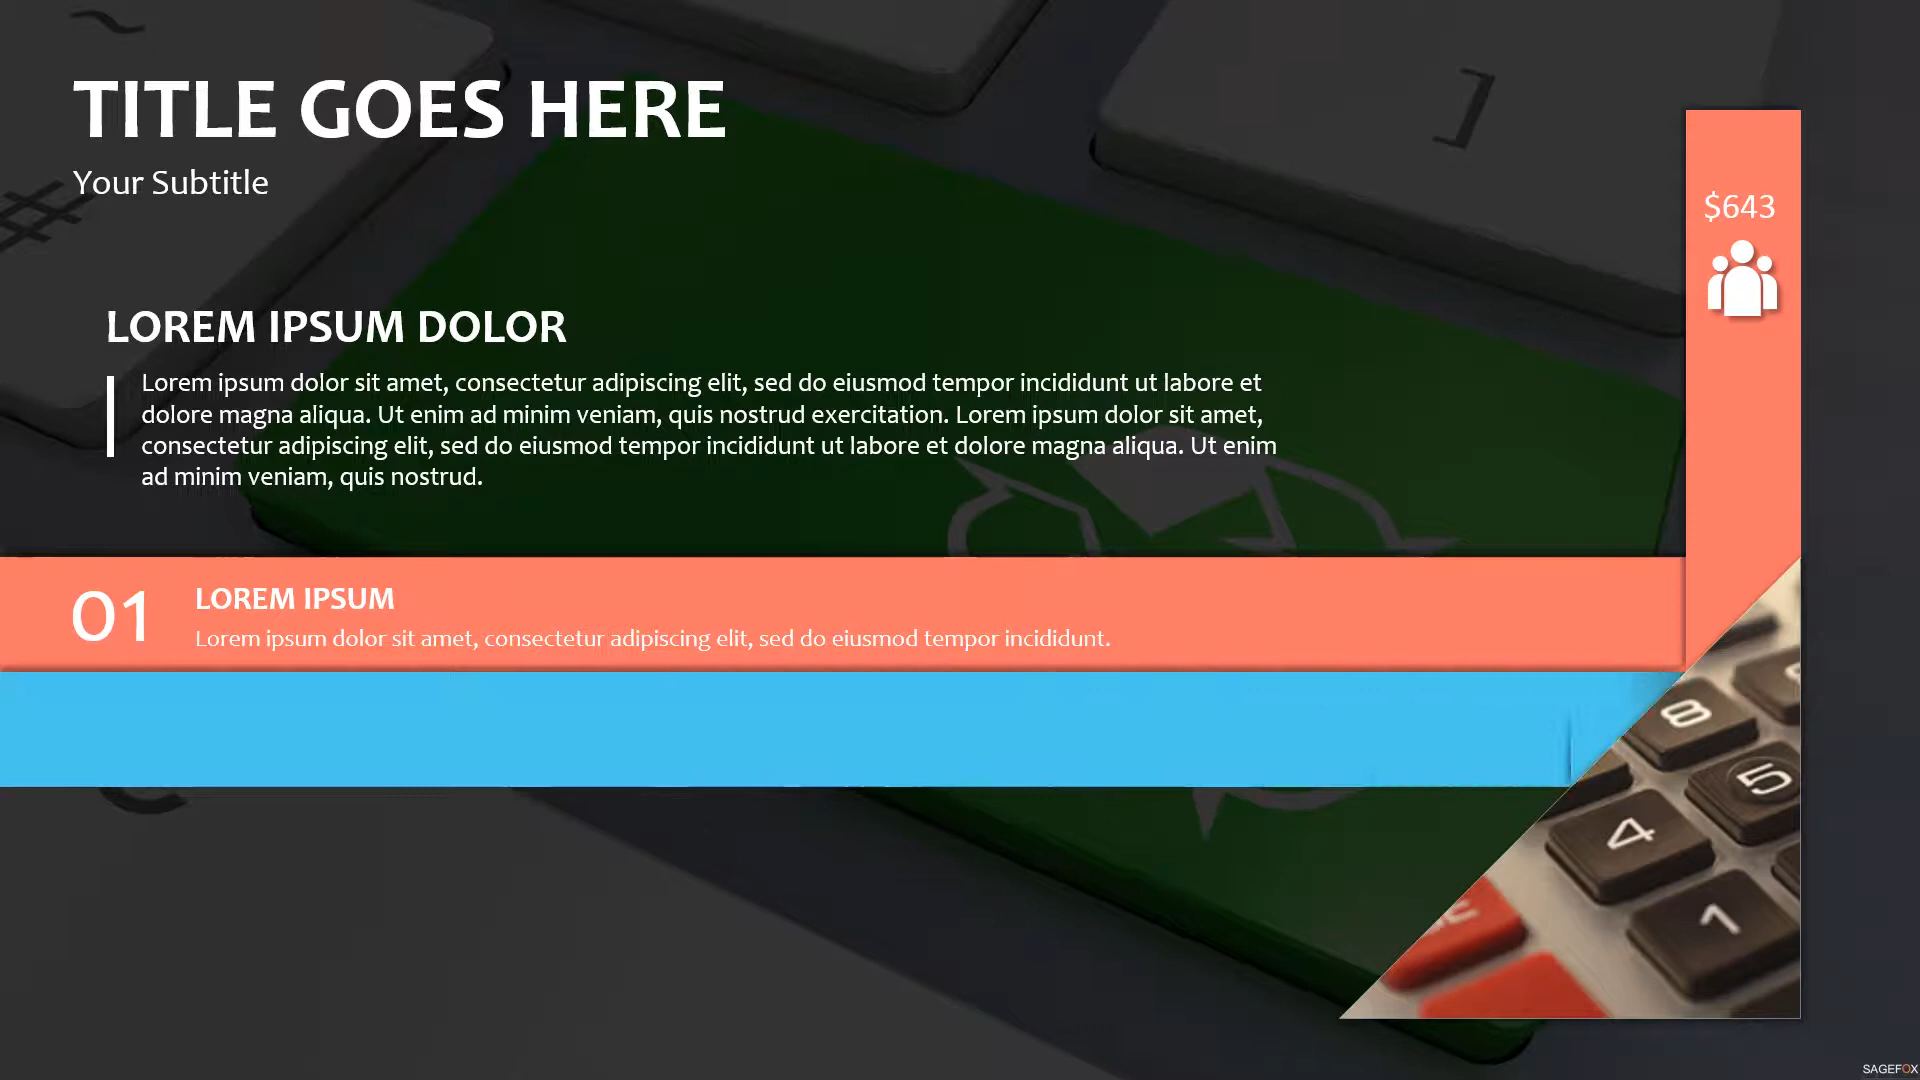 TITLE GOES HERE
Your Subtitle
$643
LOREM IPSUM DOLOR
Lorem ipsum dolor sit amet, consectetur adipiscing elit, sed do eiusmod tempor incididunt ut labore et
dolore magna aliqua. Ut enim ad minim veniam, quis nostrud exercitation. Lorem ipsum dolor sit amet,
consectetur adipiscing elit, sed do eiusmod tempor incididunt ut labore et dolore magna aliqua. Ut enim
ad minim veniam, quis nostrud.
01
LOREM IPSUM
Lorem ipsum dolor sit amet, consectetur adipiscing elit, sed do eiusmod tempor incididunt.
8
5
4
1
~
#
]
SAGEFOX